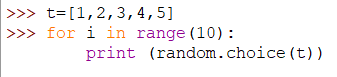 >>> t=[1,2,3,4,5]
>>> for i in range(10):
        print (random.choice(t))